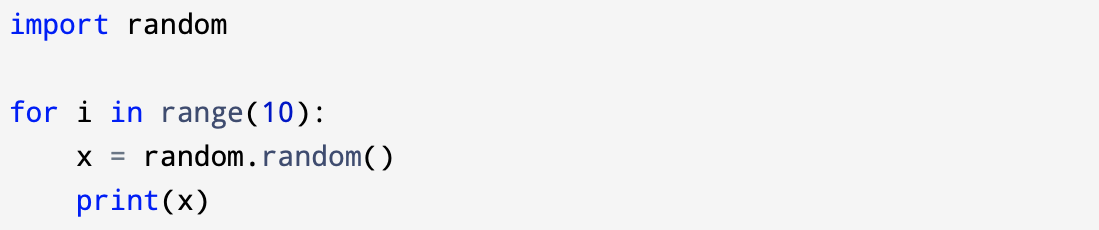 import random

for i in range(10):
    x = random.random()
    print(x)